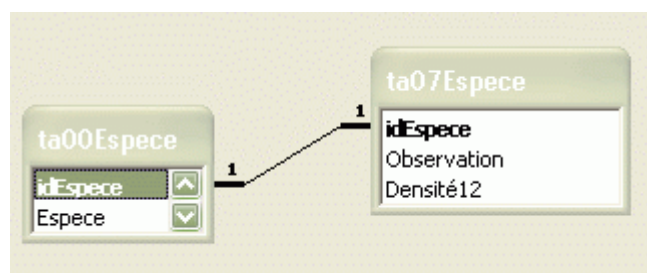 ta00Espece
idEspece
Espece
1
1
ta07Espece
idEspece
Observation
Densité12